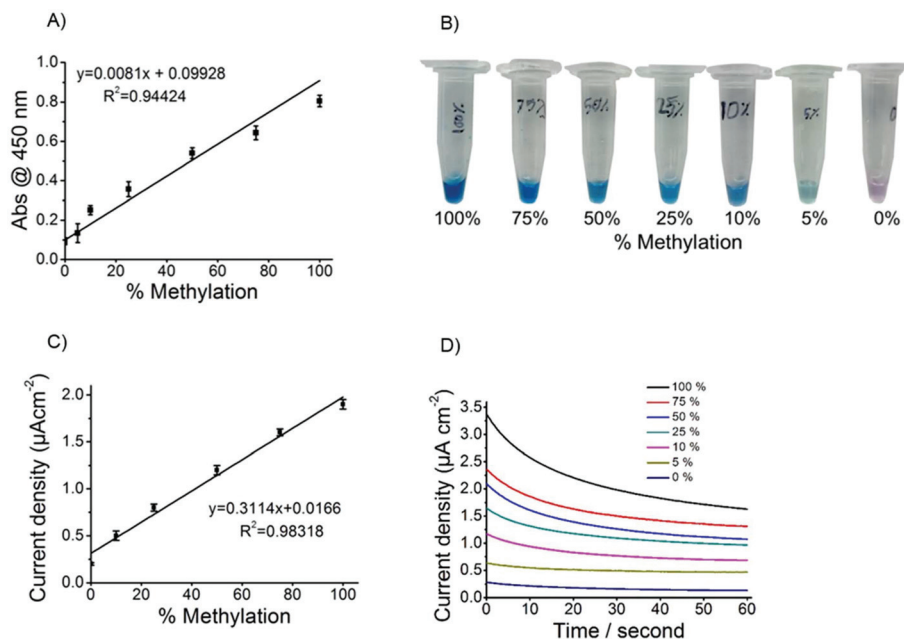 A)
y=0.0081x + 0.09928
R²=0.94424
Abs @ 450 nm
1.0
0.8
0.6
0.4
0.2
0.0
0 20 40 60 80 100
% Methylation
B)
100% 75% 50% 25% 10% 5% 0
100% 75% 50% 25% 10% 5% 0%
% Methylation
C)
Current density (µAcm⁻²)
2.0
1.5
1.0
0.5
0.0
y=0.3114x+0.0166
R²=0.98318
0 20 40 60 80 100
% Methylation
D)
Current density (µA cm⁻²)
3.5
3.0
2.5
2.0
1.5
1.0
0.5
0.0
100 %
75 %
50 %
25 %
10 %
5 %
0 %
0 10 20 30 40 50 60
Time / second